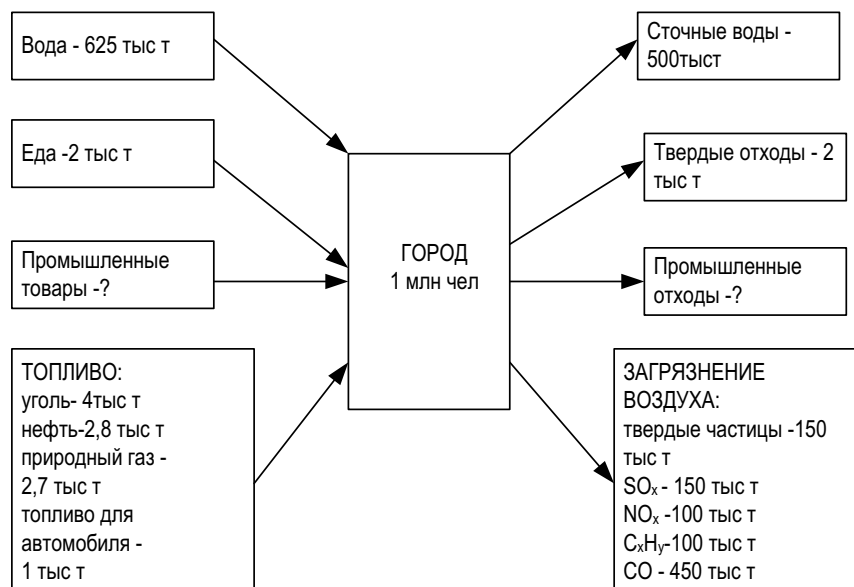 Вода - 625 тыс т
Еда -2 тыс т
Промышленные
товары -?
ТОПЛИВО:
уголь- 4тыс т
нефть-2,8 тыс т
природный газ -
2,7 тыс т
топливо для
автомобиля -
1 тыс т
ГОРОД
1 млн чел
Сточные воды -
500тыст
Твердые отходы - 2
тыс т
Промышленные
отходы -?
ЗАГРЯЗНЕНИЕ
ВОЗДУХА:
твердые частицы -150
тыс т
SOₓ - 150 тыс т
NOₓ -100 тыс т
CₓHᵧ-100 тыс т
CO - 450 тыс т